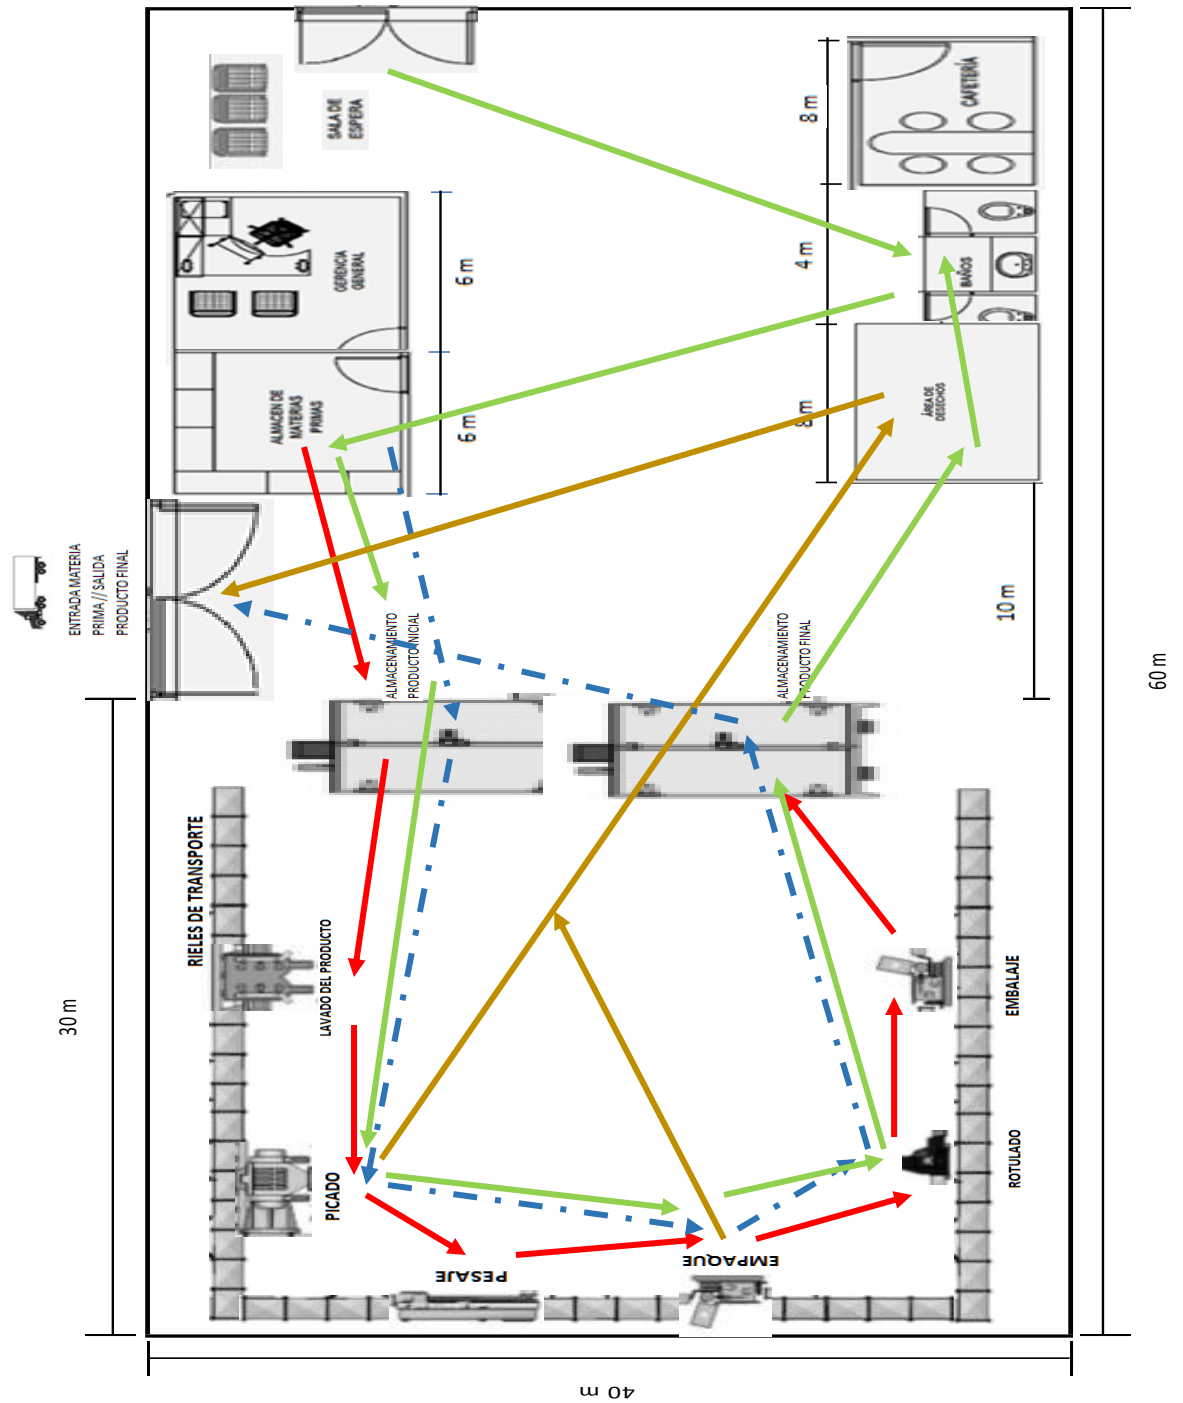 SALA DE
ESPERA
CAFETERÍA
8 m
GERENCIA
GENERAL
6 m
4 m
BAÑOS
ALMACEN DE
MATERIAS
PRIMAS
6 m
8 m
ÁREA DE
DESECHOS
ENTRADA MATERIA
PRIMA // SALIDA
PRODUCTO FINAL
10 m
60 m
ALMACENAMIENTO
PRODUCTO INICIAL
ALMACENAMIENTO
PRODUCTO FINAL
RIELES DE TRANSPORTE
LAVADO DEL PRODUCTO
30 m
EMBALAJE
PICADO
ROTULADO
PESAJE
EMPAQUE
40 m